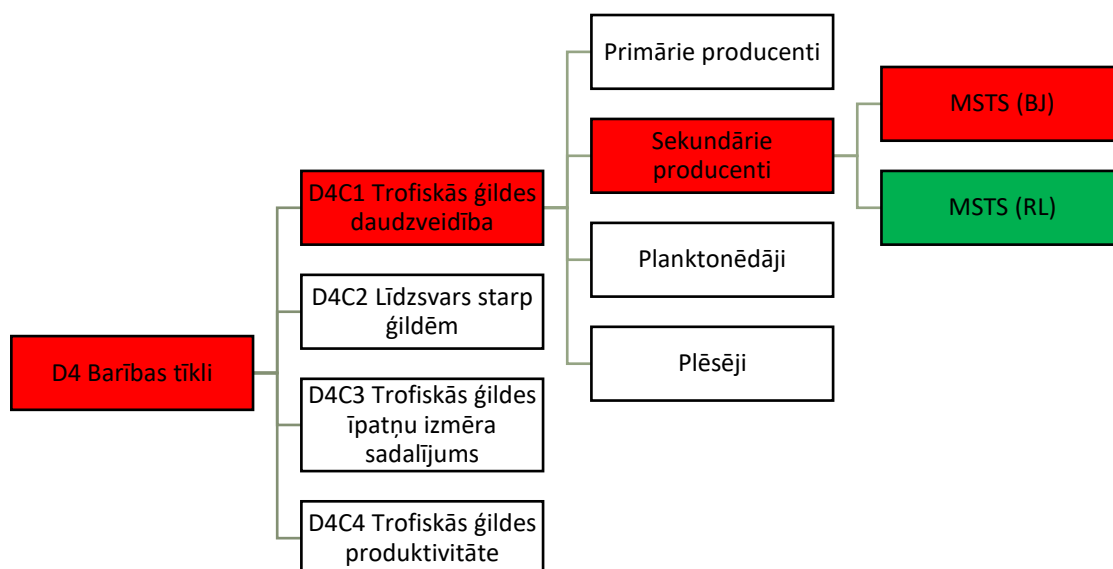 D4 Barības tīkli
D4C1 Trofiskās ģildes
daudzveidība
D4C2 Līdzsvars starp
ģildēm
D4C3 Trofiskās ģildes
īpatņu izmēra
sadalījums
D4C4 Trofiskās ģildes
produktivitāte
Primārie producenti
Sekundārie
producenti
Planktonēdāji
Plēsēji
MSTS (BJ)
MSTS (RL)